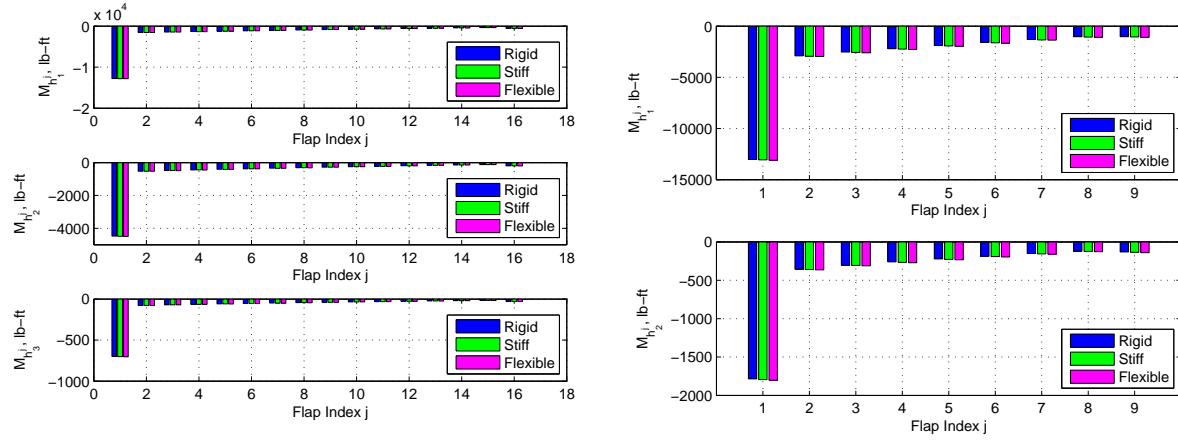 x 10^4
0
−1
−2
M_{h_1^j}, lb−ft
0 2 4 6 8 10 12 14 16 18
Flap Index j
Rigid
Stiff
Flexible
0
−2000
−4000
M_{h_2^j}, lb−ft
0 2 4 6 8 10 12 14 16 18
Flap Index j
Rigid
Stiff
Flexible
0
−500
−1000
M_{h_3^j}, lb−ft
0 2 4 6 8 10 12 14 16 18
Flap Index j
Rigid
Stiff
Flexible
0
−5000
−10000
−15000
M_{h_1^j}, lb−ft
1 2 3 4 5 6 7 8 9
Flap Index j
Rigid
Stiff
Flexible
0
−500
−1000
−1500
−2000
M_{h_2^j}, lb−ft
1 2 3 4 5 6 7 8 9
Flap Index j
Rigid
Stiff
Flexible